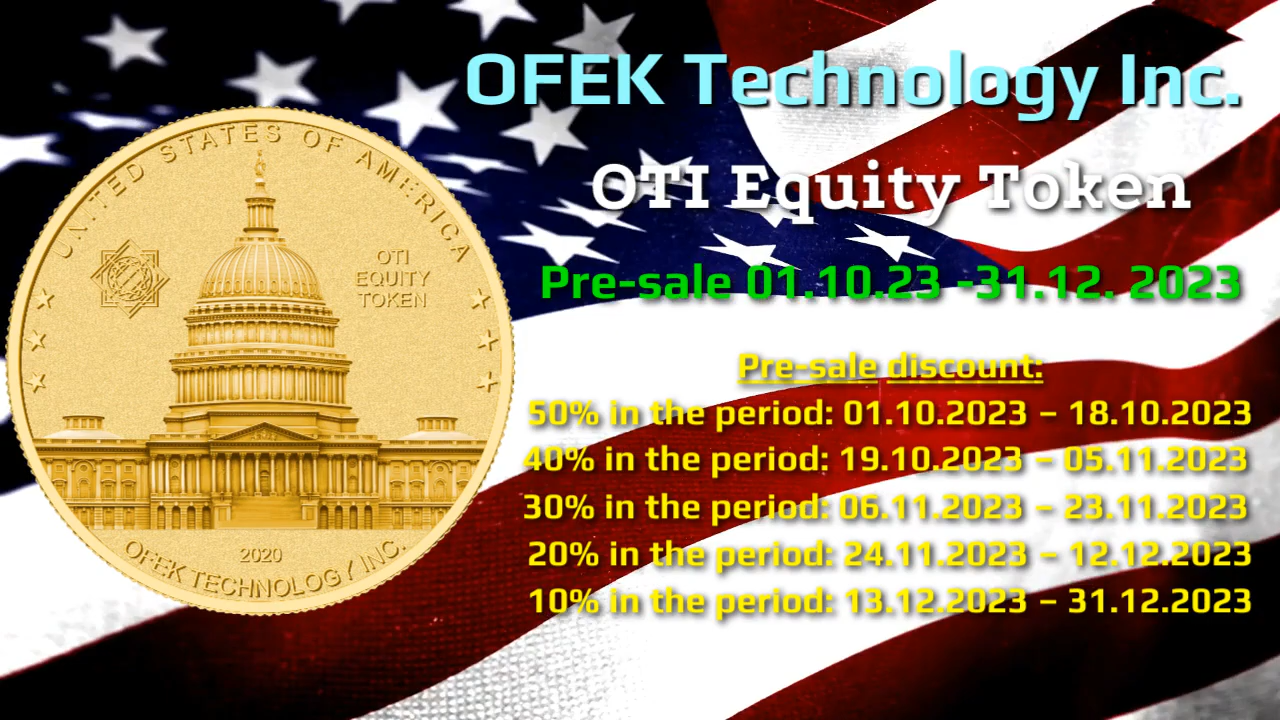 OFEK Technology Inc.
OTI Equity Token
Pre-sale 01.10.23 -31.12. 2023
Pre-sale discount:
50% in the period: 01.10.2023 – 18.10.2023
40% in the period: 19.10.2023 – 05.11.2023
30% in the period: 06.11.2023 – 23.11.2023
20% in the period: 24.11.2023 – 12.12.2023
10% in the period: 13.12.2023 – 31.12.2023
UNITED STATES OF AMERICA
OTI
EQUITY
TOKEN
2020
OFEK TECHNOLOGY INC.